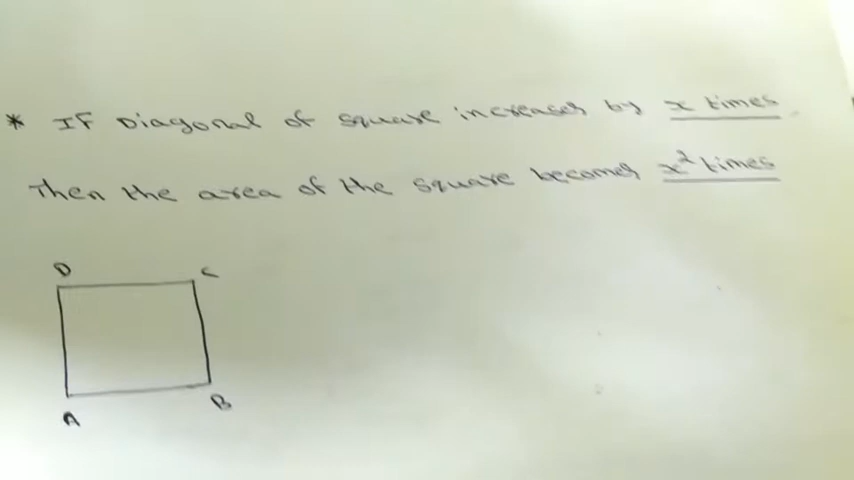 * If Diagonal of square increases by x times
Then the area of the square becomes x² times
D C
A B